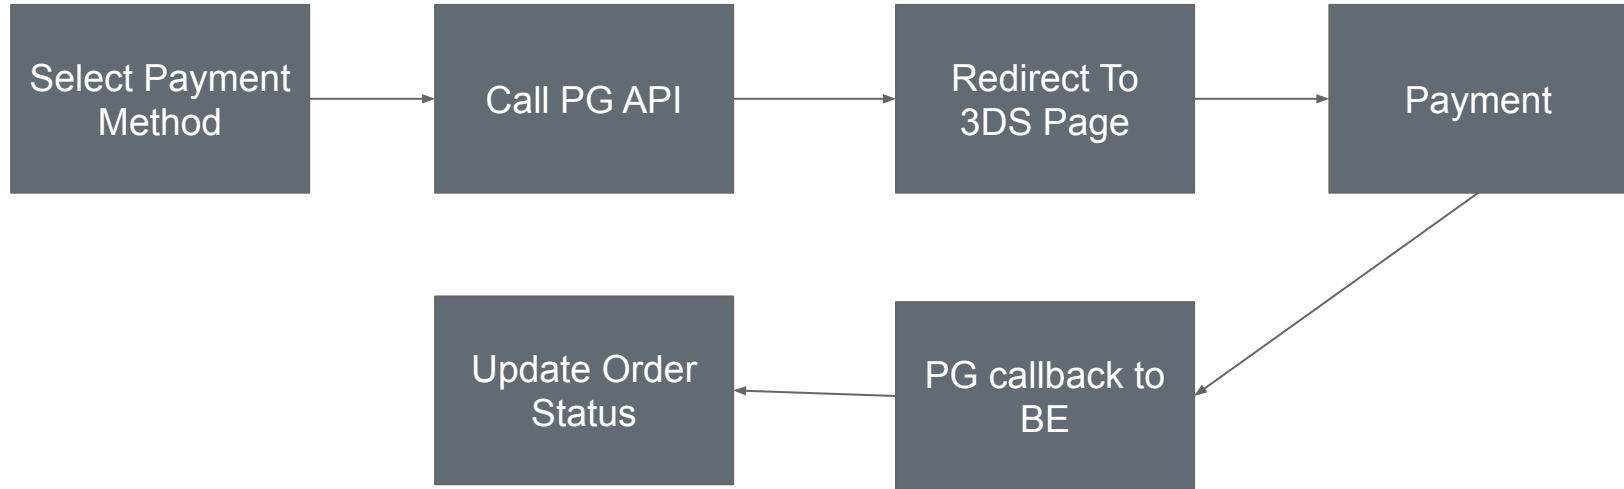 Select Payment
Method
Call PG API
Redirect To
3DS Page
Payment
Update Order
Status
PG callback to
BE